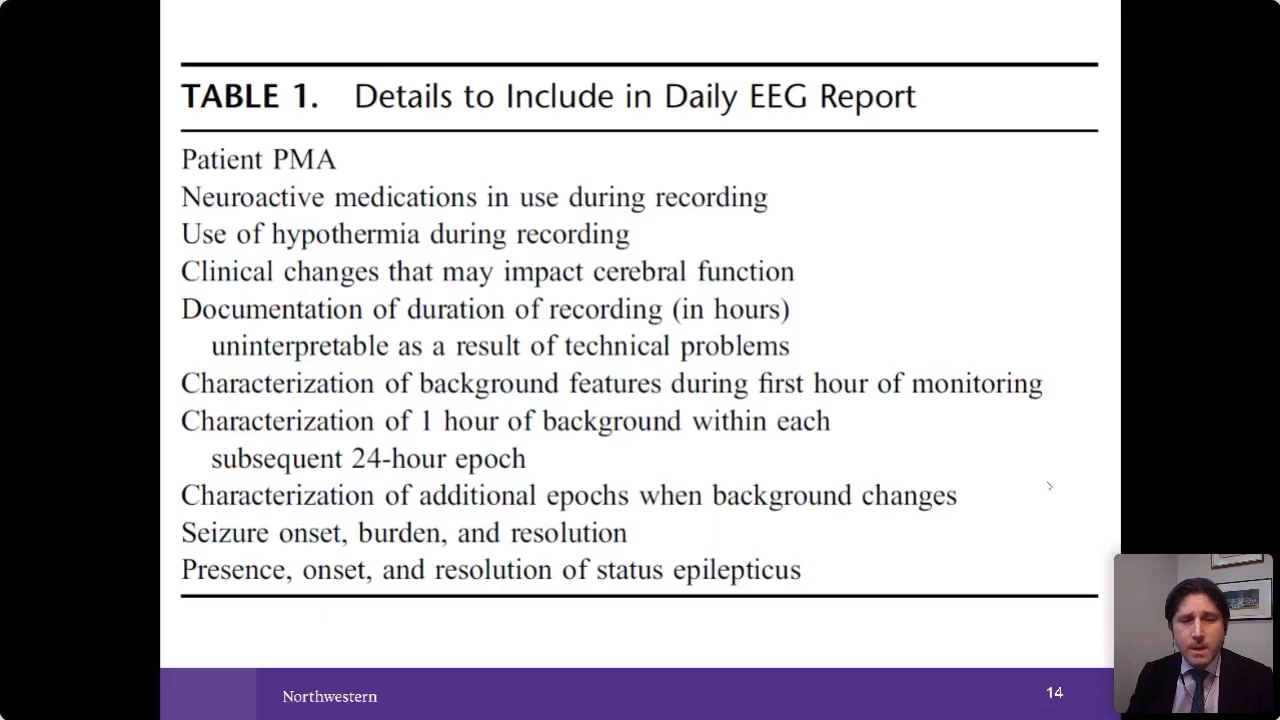 TABLE 1. Details to Include in Daily EEG Report
Patient PMA
Neuroactive medications in use during recording
Use of hypothermia during recording
Clinical changes that may impact cerebral function
Documentation of duration of recording (in hours)
uninterpretable as a result of technical problems
Characterization of background features during first hour of monitoring
Characterization of 1 hour of background within each
subsequent 24-hour epoch
Characterization of additional epochs when background changes
Seizure onset, burden, and resolution
Presence, onset, and resolution of status epilepticus
Northwestern
14